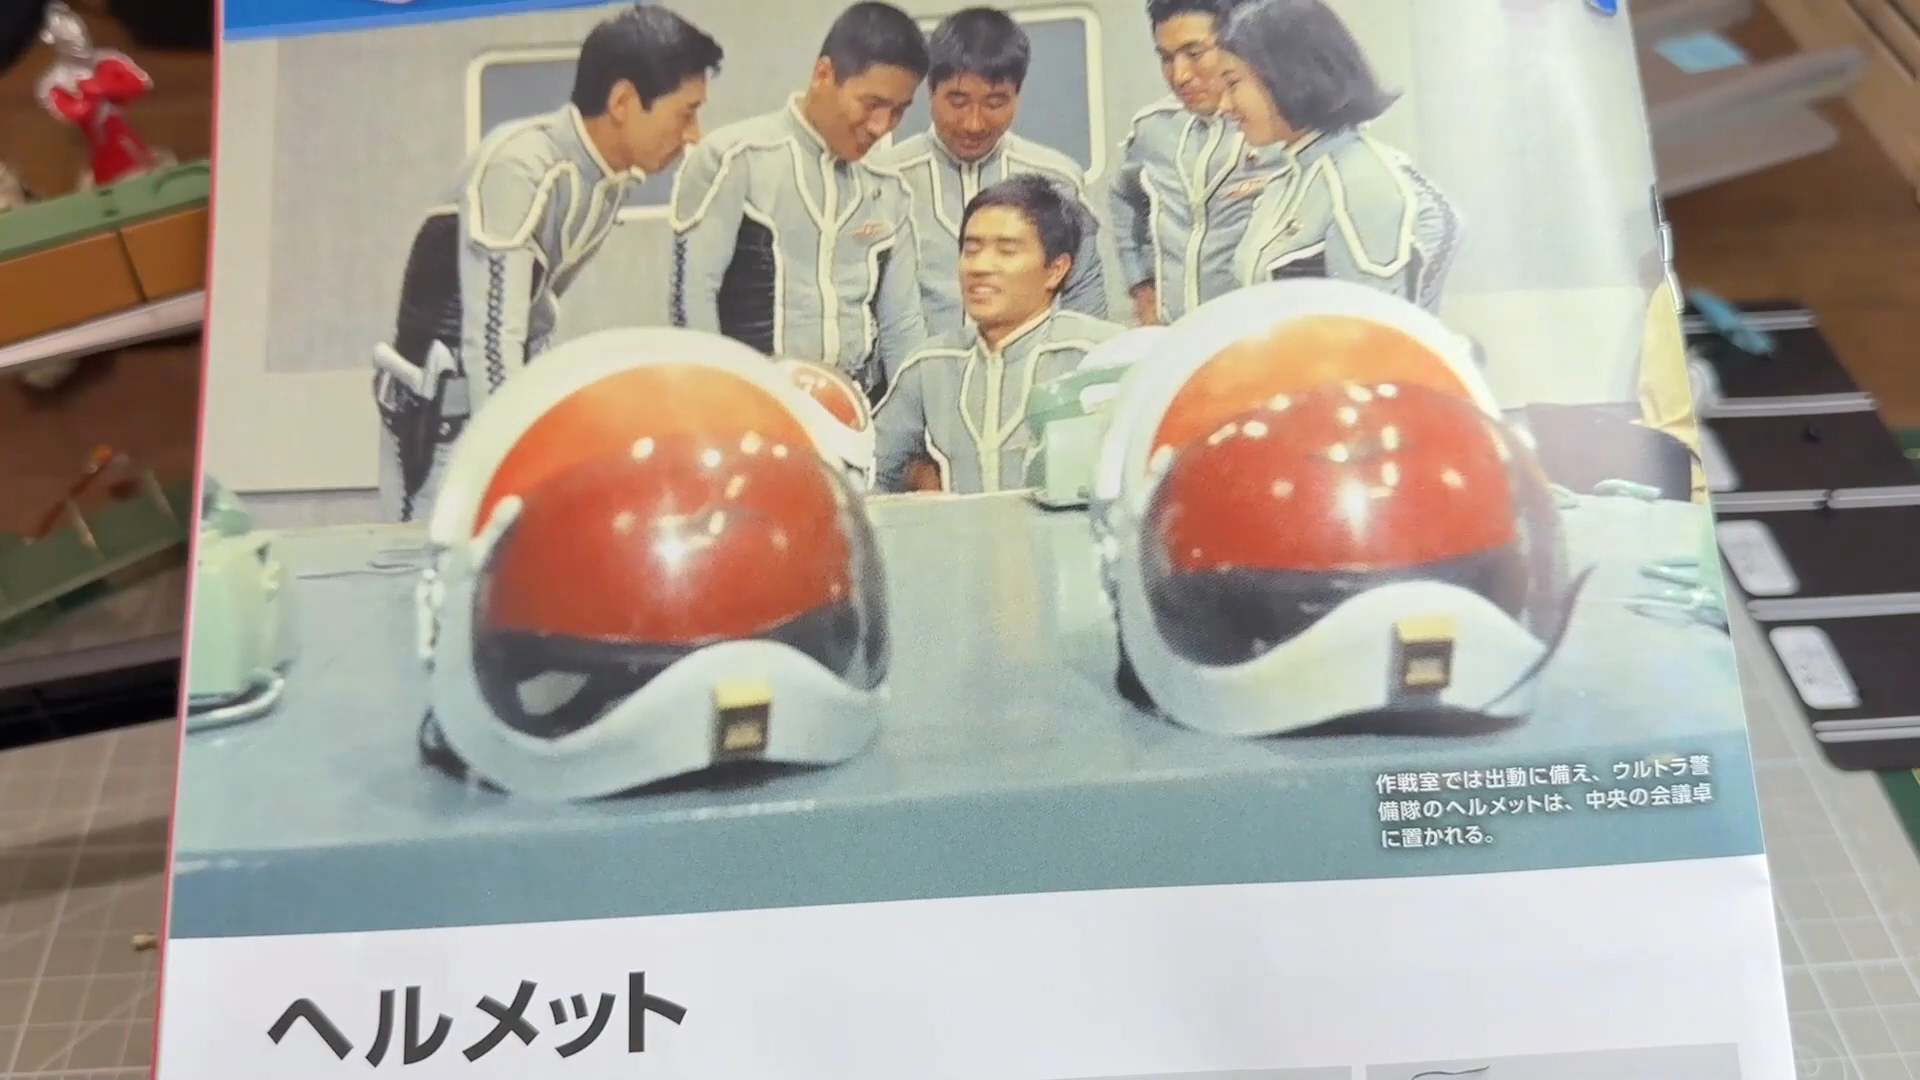 作戦室では出動に備え、ウルトラ警
備隊のヘルメットは、中央の会議卓
に置かれる。
ヘルメット